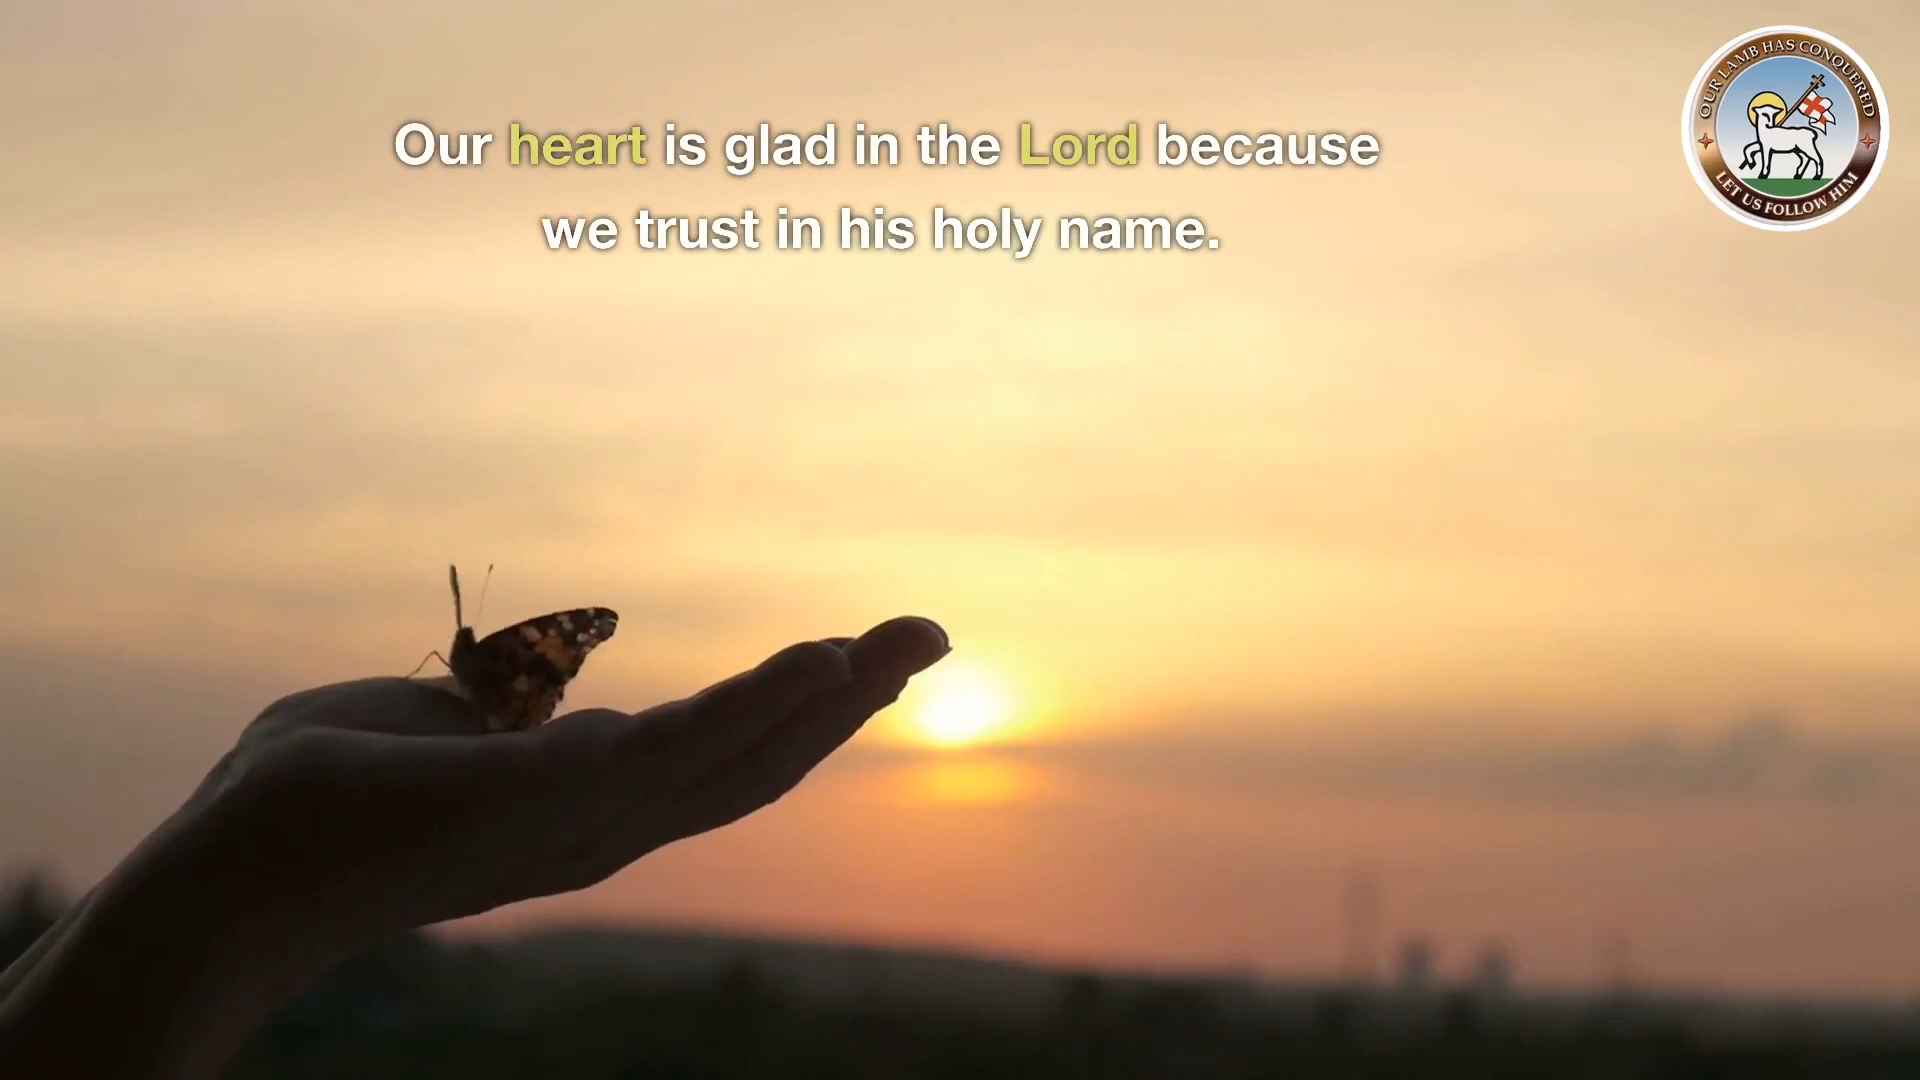 Our heart is glad in the Lord because
we trust in his holy name.
OUR LAMB HAS CONQUERED
LET US FOLLOW HIM